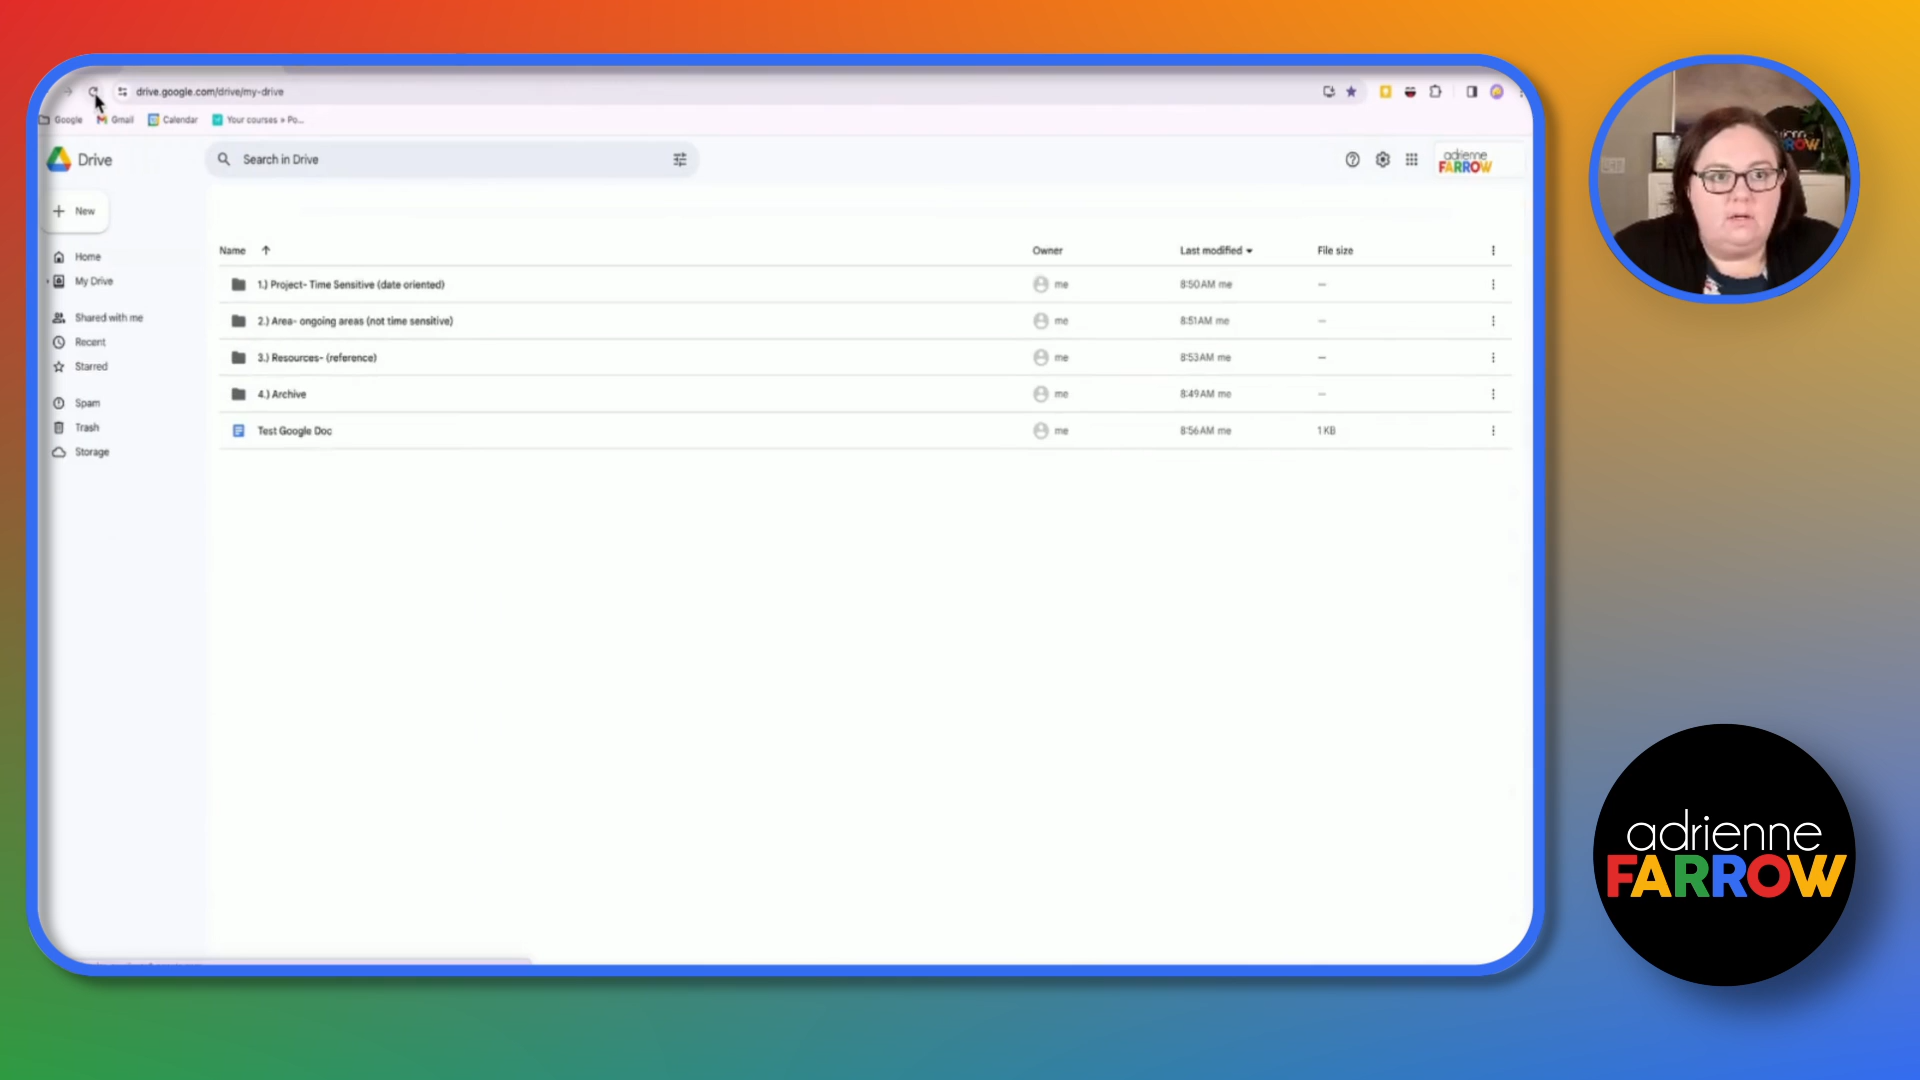 drive.google.com/drive/my-drive
Google Gmail Calendar Your courses » Po...
Drive
Search in Drive
adrienne
FARROW
New
Home
My Drive
Shared with me
Recent
Starred
Spam
Trash
Storage
Name Owner Last modified File size
1.) Project- Time Sensitive (date oriented) me 8:50 AM me —
2.) Area- ongoing areas (not time sensitive) me 8:51 AM me —
3.) Resources- (reference) me 8:53 AM me —
4.) Archive me 8:49 AM me —
Test Google Doc me 8:56 AM me 1 KB
adrienne
FARROW